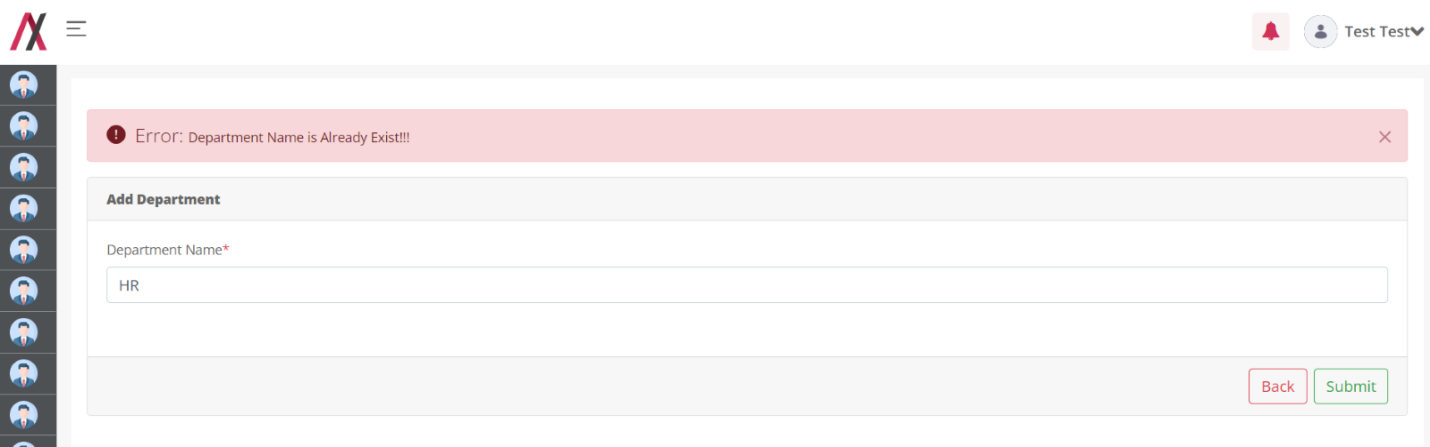 Test Test
Error: Department Name is Already Exist!!!
Add Department
Department Name*
HR
Back Submit